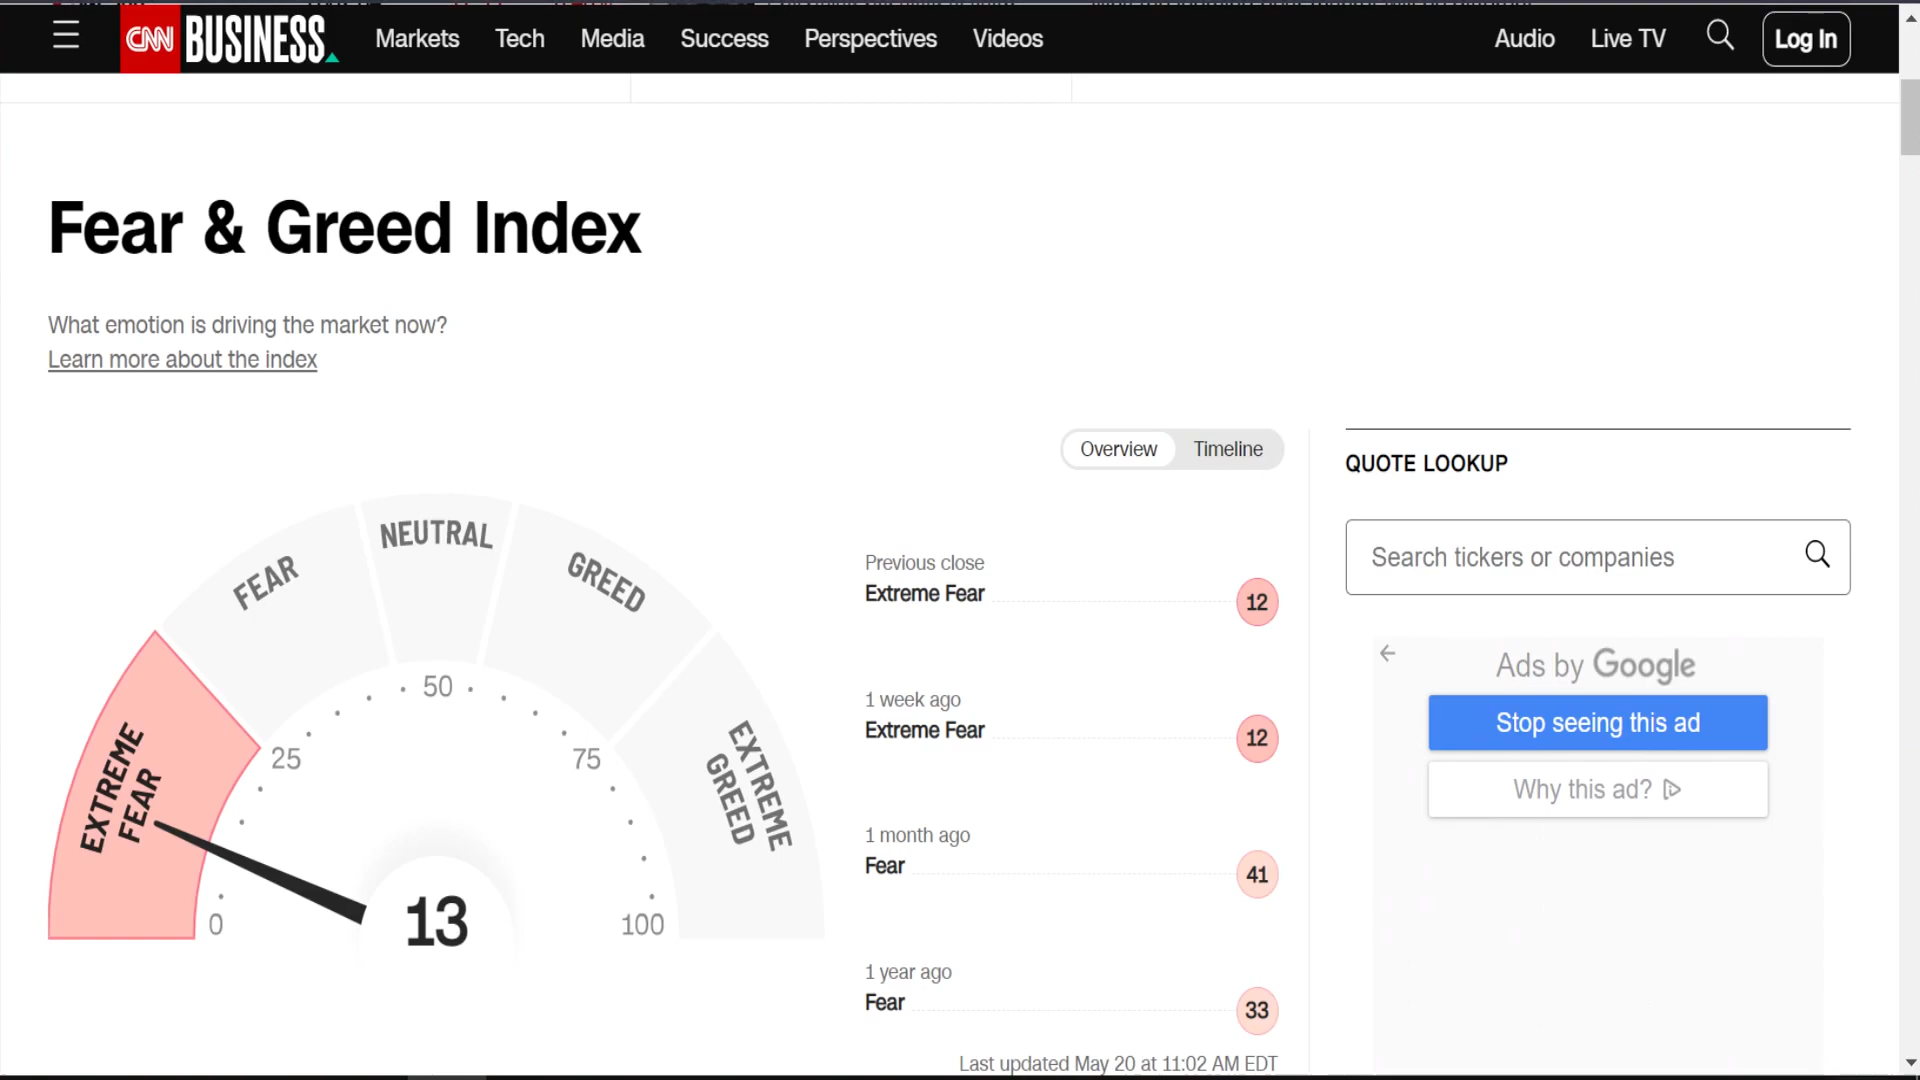 CNN BUSINESS Markets Tech Media Success Perspectives Videos Audio Live TV Log In
Fear & Greed Index
What emotion is driving the market now?
Learn more about the index
Overview Timeline
EXTREME
FEAR
FEAR
NEUTRAL
GREED
EXTREME
GREED
0
25
50
75
100
13
Previous close
Extreme Fear 12
1 week ago
Extreme Fear 12
1 month ago
Fear 41
1 year ago
Fear 33
Last updated May 20 at 11:02 AM EDT
QUOTE LOOKUP
Search tickers or companies
Ads by Google
Stop seeing this ad
Why this ad?